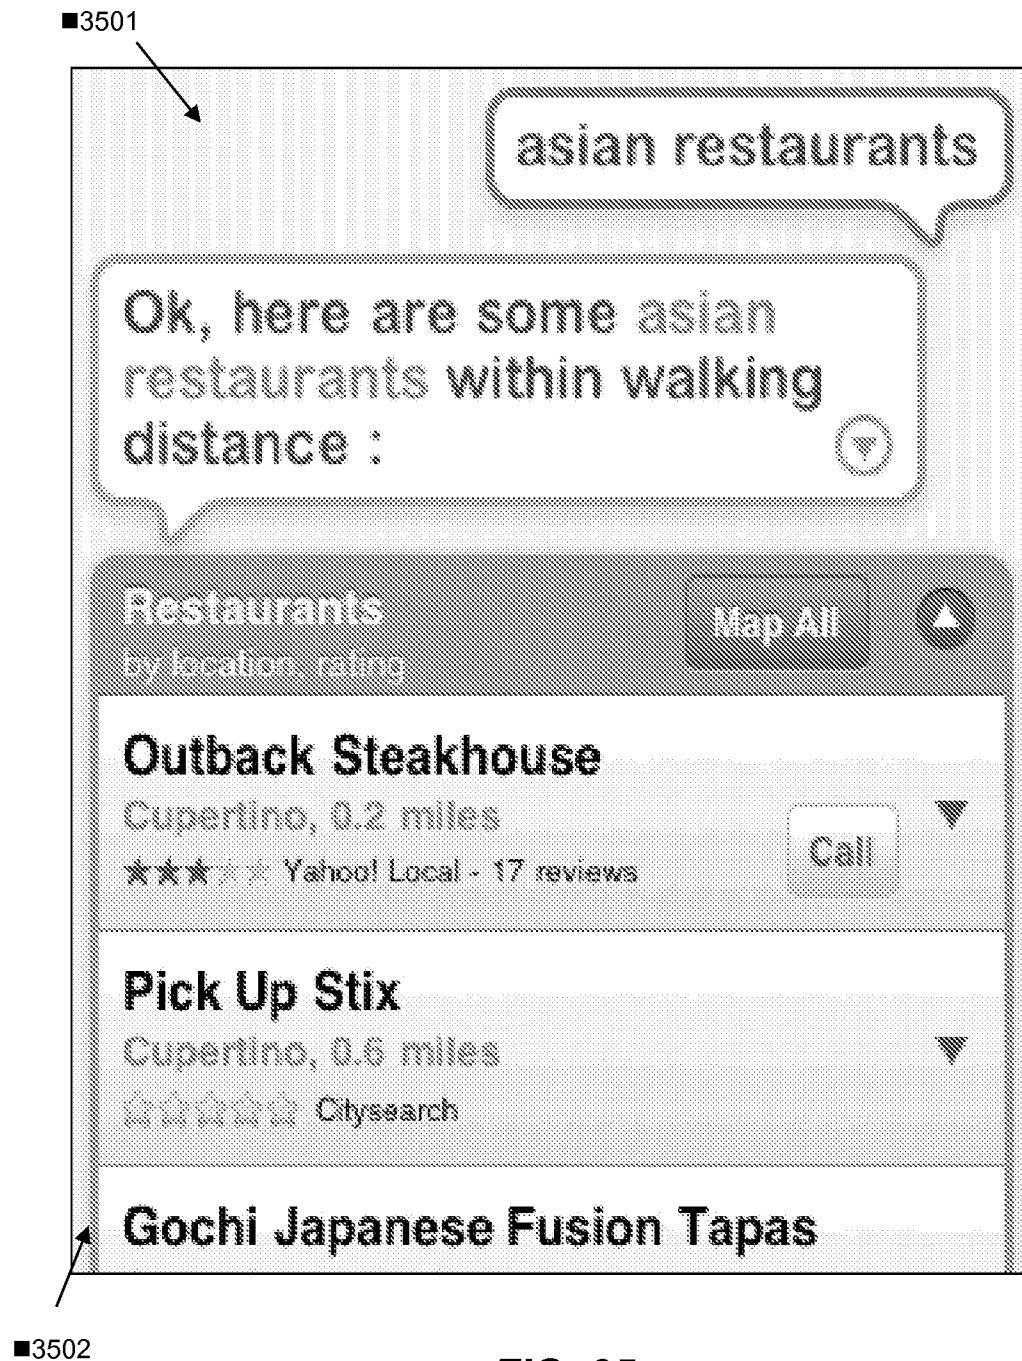 ■3501
asian restaurants
Ok, here are some asian
restaurants within walking
distance :
Restaurants
by location, rating
Map All
Outback Steakhouse
Cupertino, 0.2 miles
★★★☆☆ Yahoo! Local - 17 reviews
Call
Pick Up Stix
Cupertino, 0.6 miles
☆☆☆☆☆ Citysearch
Gochi Japanese Fusion Tapas
■3502